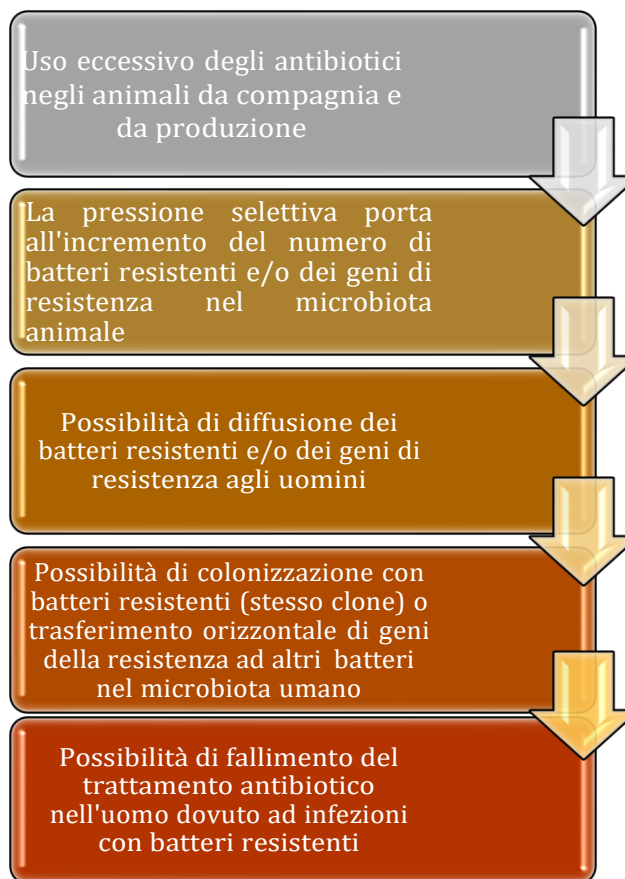 Uso eccessivo degli antibiotici
negli animali da compagnia e
da produzione
La pressione selettiva porta
all'incremento del numero di
batteri resistenti e/o dei geni di
resistenza nel microbiota
animale
Possibilità di diffusione dei
batteri resistenti e/o dei geni di
resistenza agli uomini
Possibilità di colonizzazione con
batteri resistenti (stesso clone) o
trasferimento orizzontale di geni
della resistenza ad altri batteri
nel microbiota umano
Possibilità di fallimento del
trattamento antibiotico
nell'uomo dovuto ad infezioni
con batteri resistenti